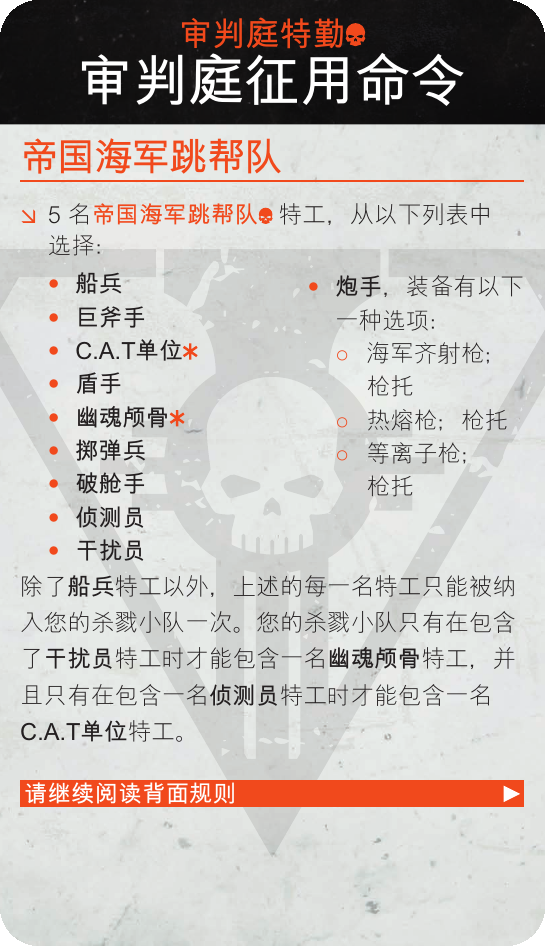 审判庭特勤
审判庭征用命令
帝国海军跳帮队
5 名帝国海军跳帮队 特工，从以下列表中
选择：
• 船兵
• 巨斧手
• C.A.T单位*
• 盾手
• 幽魂颅骨*
• 掷弹兵
• 破舱手
• 侦测员
• 干扰员
• 炮手，装备有以下
一种选项：
○ 海军齐射枪；
枪托
○ 热熔枪；枪托
○ 等离子枪；
枪托
除了船兵特工以外，上述的每一名特工只能被纳
入您的杀戮小队一次。您的杀戮小队只有在包含
了干扰员特工时才能包含一名幽魂颅骨特工，并
且只有在包含一名侦测员特工时才能包含一名
C.A.T单位特工。
请继续阅读背面规则